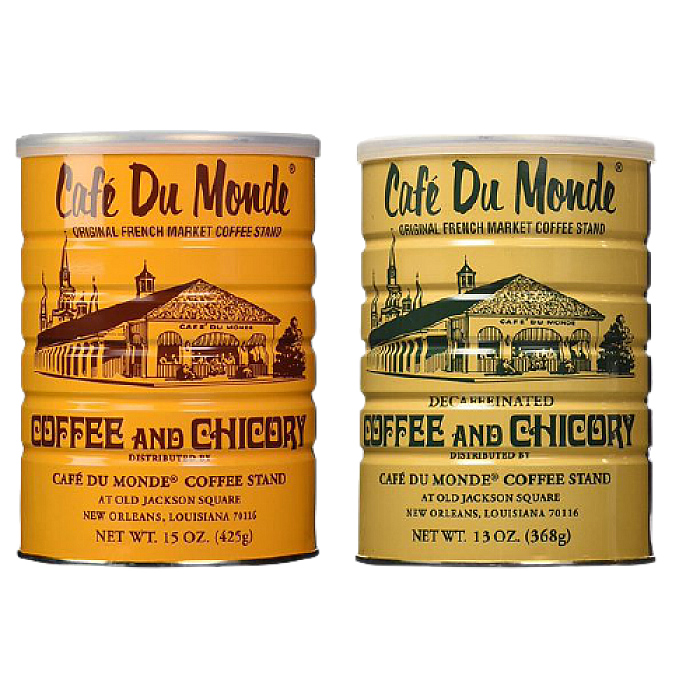 Café Du Monde®
ORIGINAL FRENCH MARKET COFFEE STAND
CAFE DU MONDE
COFFEE AND CHICORY
DISTRIBUTED BY
CAFÉ DU MONDE® COFFEE STAND
AT OLD JACKSON SQUARE
NEW ORLEANS, LOUISIANA 70116
NET WT. 15 OZ. (425g)
Café Du Monde®
ORIGINAL FRENCH MARKET COFFEE STAND
CAFE DU MONDE
DECAFFEINATED
COFFEE AND CHICORY
DISTRIBUTED BY
CAFÉ DU MONDE® COFFEE STAND
AT OLD JACKSON SQUARE
NEW ORLEANS, LOUISIANA 70116
NET WT. 13 OZ. (368g)